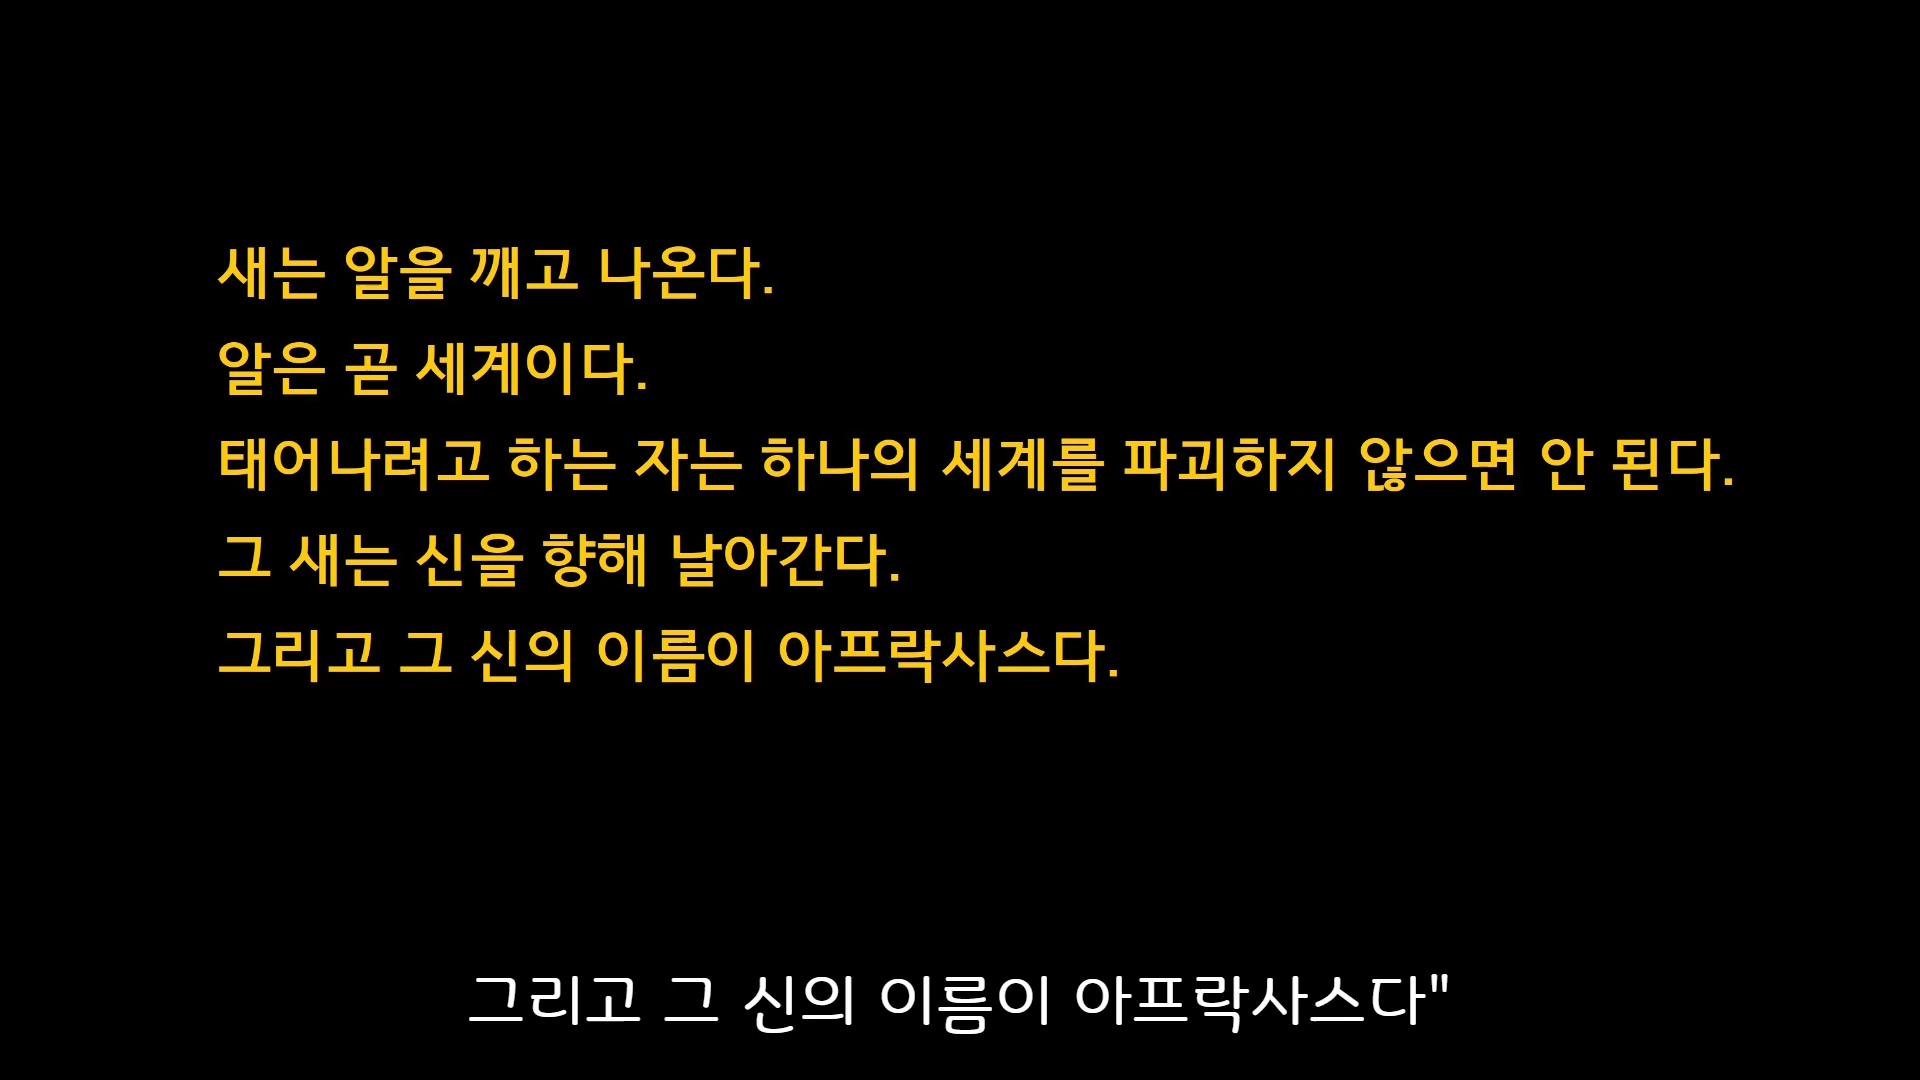 새는 알을 깨고 나온다.
알은 곧 세계이다.
태어나려고 하는 자는 하나의 세계를 파괴하지 않으면 안 된다.
그 새는 신을 향해 날아간다.
그리고 그 신의 이름이 아프락사스다.
그리고 그 신의 이름이 아프락사스다"